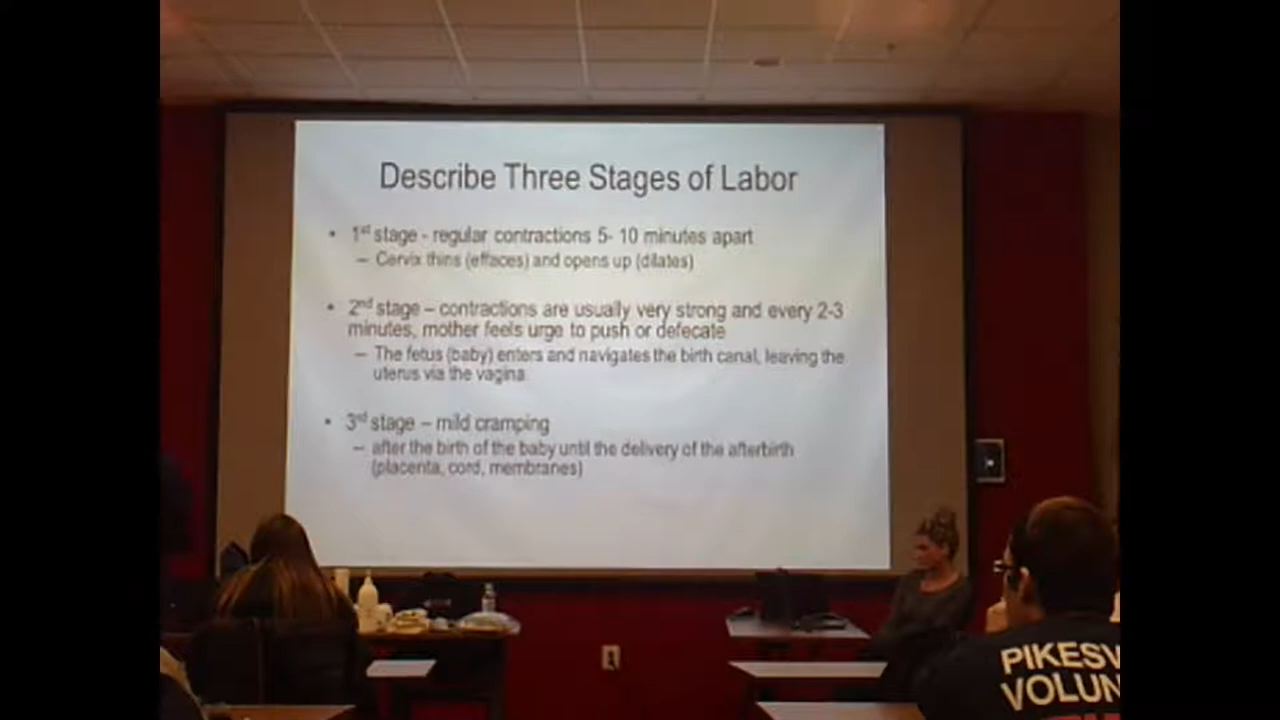 Describe Three Stages of Labor
• 1st stage - regular contractions 5- 10 minutes apart
– Cervix thins (effaces) and opens up (dilates)
• 2nd stage – contractions are usually very strong and every 2-3
minutes, mother feels urge to push or defecate
– The fetus (baby) enters and navigates the birth canal, leaving the
uterus via the vagina
• 3rd stage – mild cramping
– after the birth of the baby until the delivery of the afterbirth
(placenta, cord, membranes)
PIKESV
VOLUN